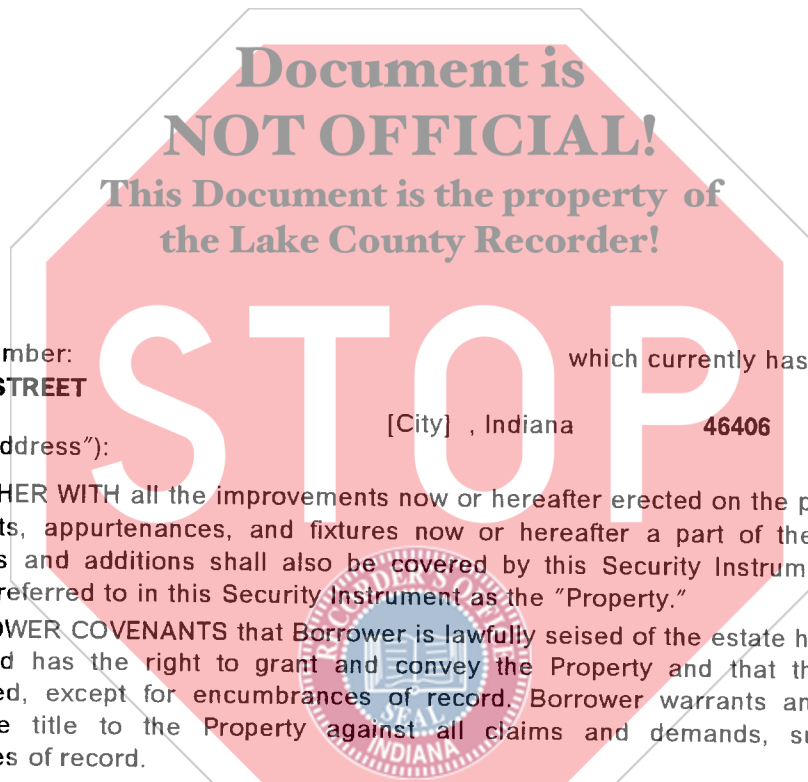 Document is
NOT OFFICIAL!
This Document is the property of
the Lake County Recorder!
STOP
mber: which currently has
STREET
[City] , Indiana 46406
ddress"):
HER WITH all the improvements now or hereafter erected on the p
ts, appurtenances, and fixtures now or hereafter a part of the
s and additions shall also be covered by this Security Instrum
referred to in this Security Instrument as the "Property."
OWER COVENANTS that Borrower is lawfully seised of the estate h
d has the right to grant and convey the Property and that th
ed, except for encumbrances of record. Borrower warrants an
e title to the Property against all claims and demands, su
es of record.
RECORDER'S OFFICE
SEAL
INDIANA